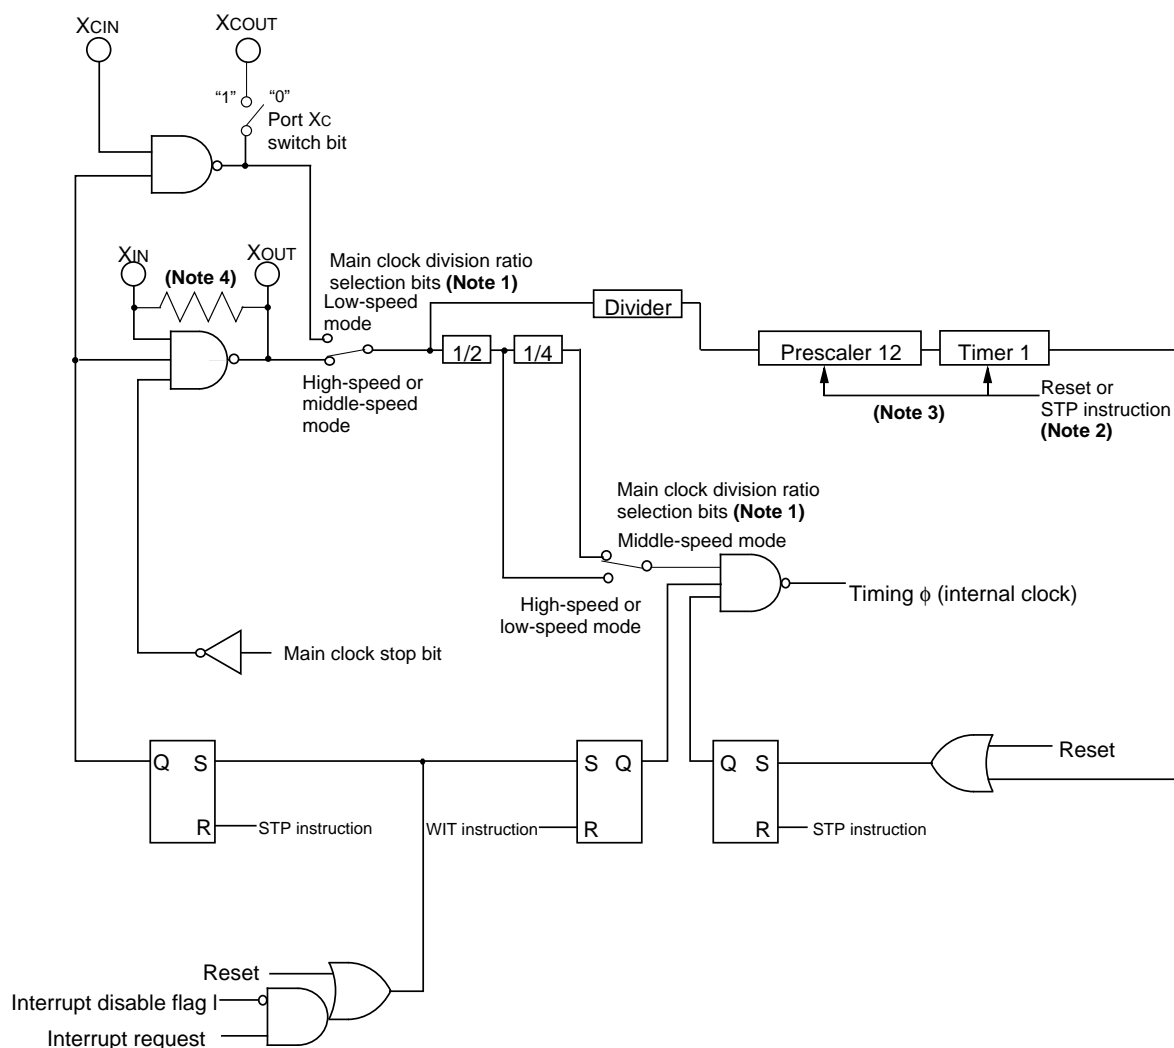 XCIN
XCOUT
“1” “0”
Port XC
switch bit
XIN
(Note 4)
XOUT
Main clock division ratio
selection bits (Note 1)
Low-speed
mode
Divider
1/2
1/4
Prescaler 12
Timer 1
High-speed or
middle-speed
mode
(Note 3)
Reset or
STP instruction
(Note 2)
Main clock division ratio
selection bits (Note 1)
Middle-speed mode
High-speed or
low-speed mode
Timing ϕ (internal clock)
Main clock stop bit
Q S
R
STP instruction
WIT instruction
S Q
R
Q S
R
STP instruction
Reset
Reset
Interrupt disable flag I
Interrupt request